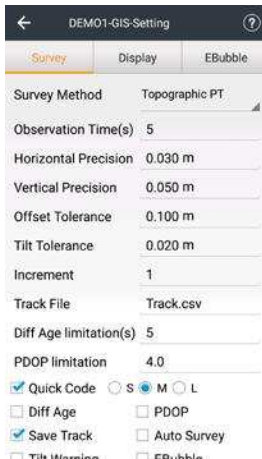 DEMO1-GIS-Setting
Survey Display EBubble
Survey Method Topographic PT
Observation Time(s) 5
Horizontal Precision 0.030 m
Vertical Precision 0.050 m
Offset Tolerance 0.100 m
Tilt Tolerance 0.020 m
Increment 1
Track File Track.csv
Diff Age limitation(s) 5
PDOP limitation 4.0
Quick Code S M L
Diff Age PDOP
Save Track Auto Survey
Tilt Warning EBubble